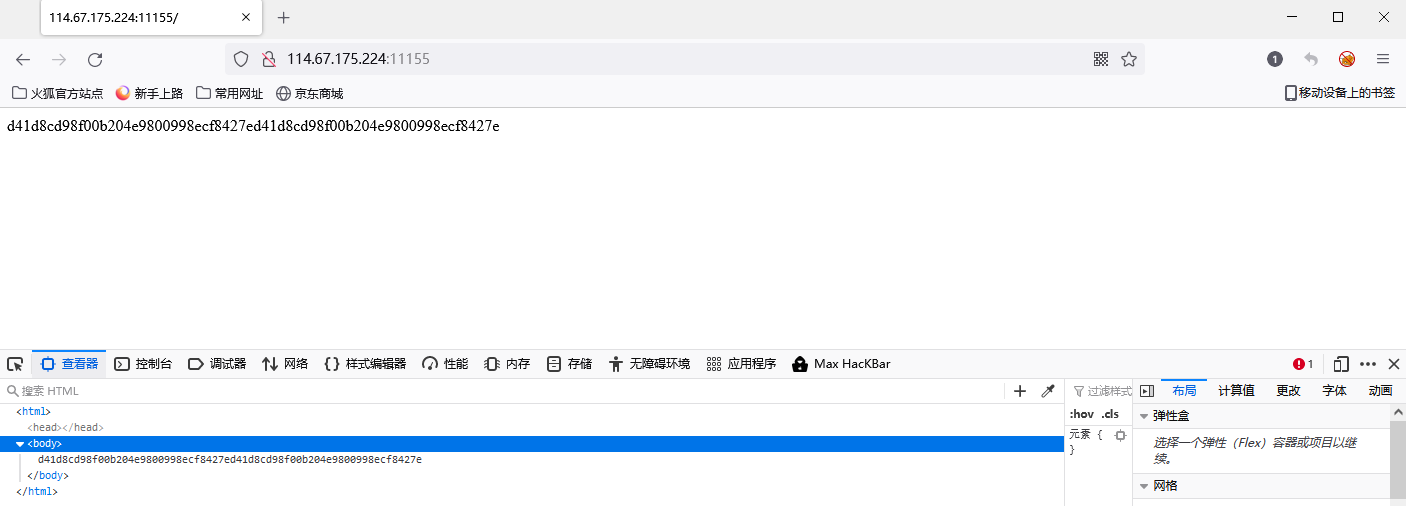 114.67.175.224:11155/
114.67.175.224:11155
1
火狐官方站点 新手上路 常用网址 京东商城 移动设备上的书签
d41d8cd98f00b204e9800998ecf8427ed41d8cd98f00b204e9800998ecf8427e
查看器 控制台 调试器 网络 样式编辑器 性能 内存 存储 无障碍环境 应用程序 Max HacKBar 1
搜索 HTML 过滤样式 布局 计算值 更改 字体 动画
<html>
<head></head>
<body>
d41d8cd98f00b204e9800998ecf8427ed41d8cd98f00b204e9800998ecf8427e
</body>
</html>
:hov .cls
元素 {
}
弹性盒
选择一个弹性（Flex）容器或项目以继
续。
网格